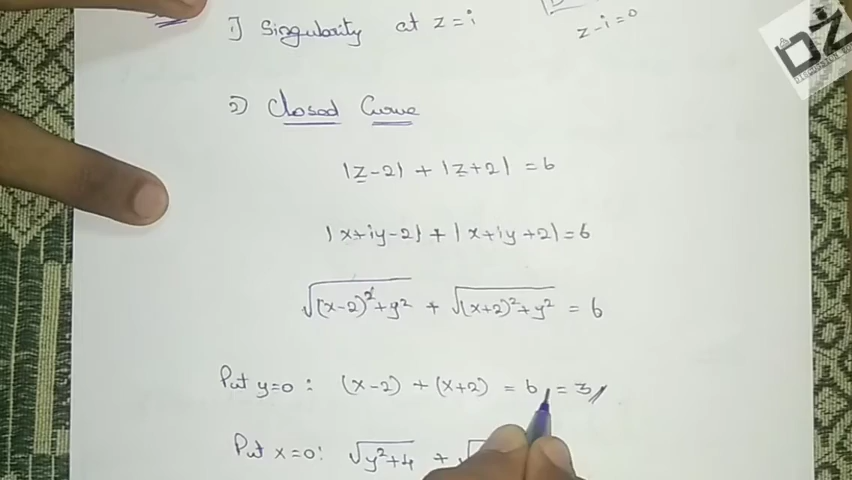 1] Singularity at z=i
z-i=0
2] Closed Curve
|z-2| + |z+2| = 6
|x+iy-2| + |x+iy+2| = 6
√(x-2)²+y² + √(x+2)²+y² = 6
Put y=0 : (x-2) + (x+2) = 6 = 3
Put x=0: √y²+4 + √
DZ